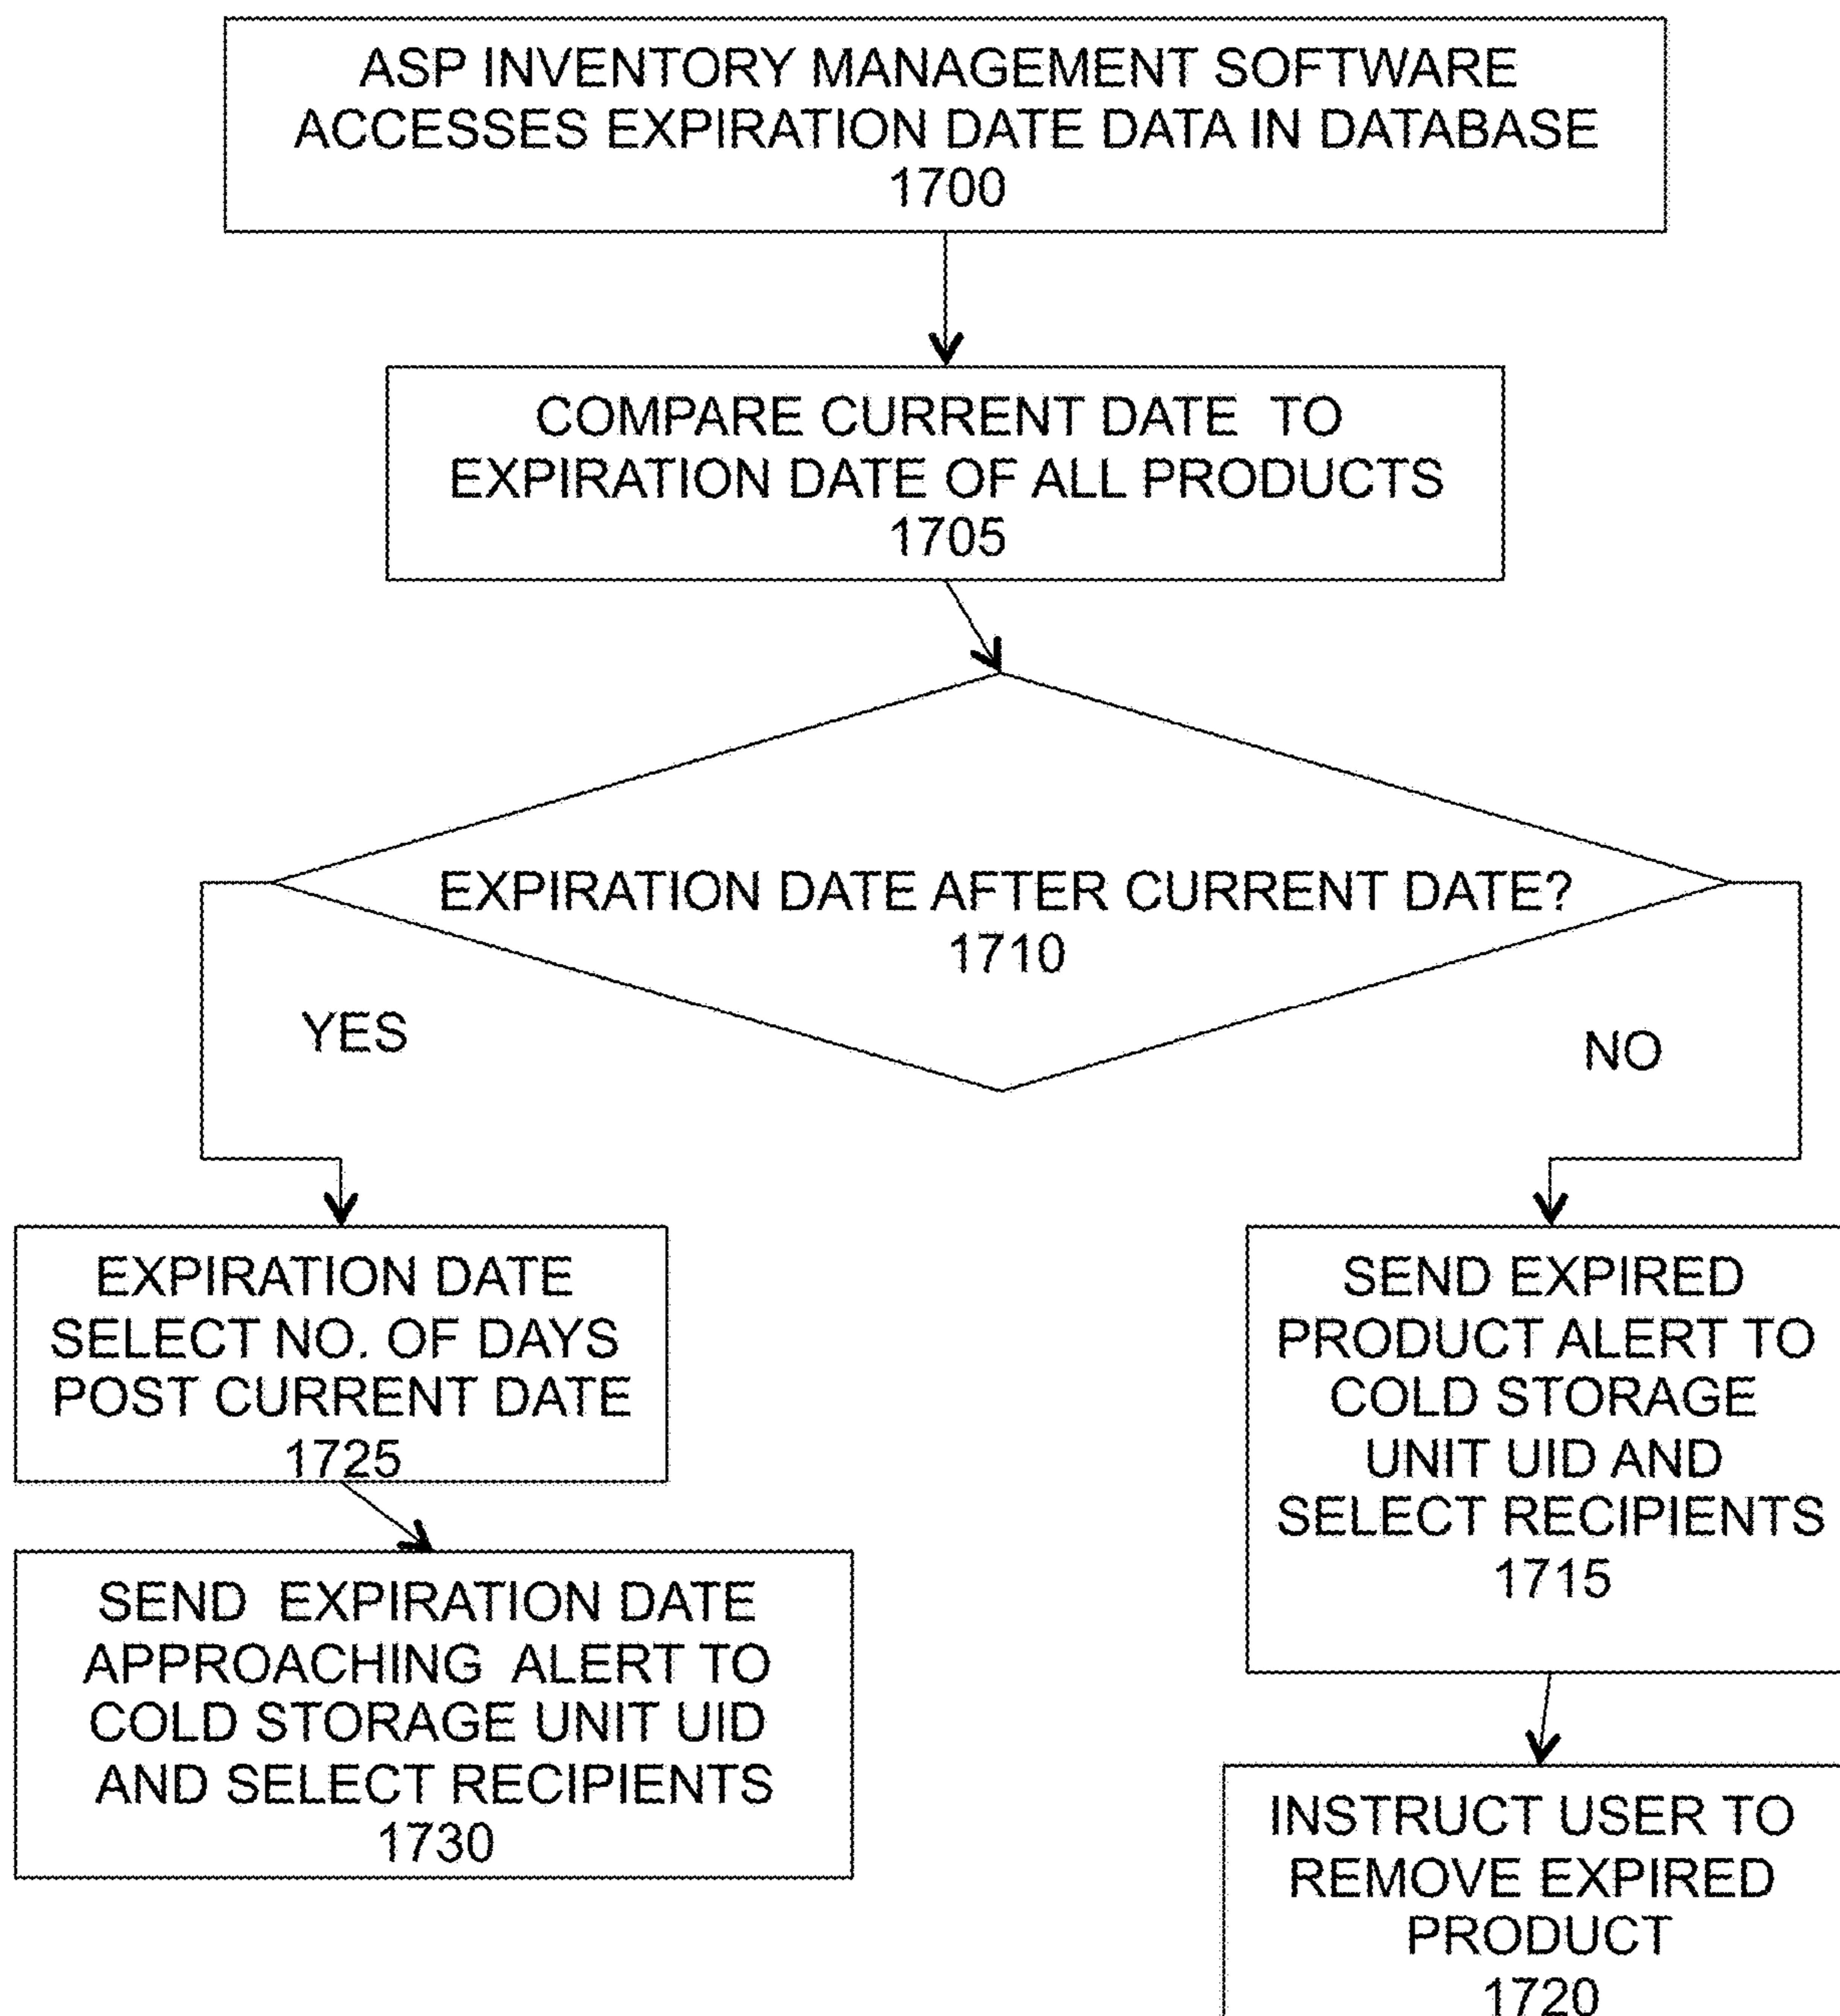 ASP INVENTORY MANAGEMENT SOFTWARE
ACCESSES EXPIRATION DATE DATA IN DATABASE
1700
COMPARE CURRENT DATE TO
EXPIRATION DATE OF ALL PRODUCTS
1705
EXPIRATION DATE AFTER CURRENT DATE?
1710
YES
NO
EXPIRATION DATE
SELECT NO. OF DAYS
POST CURRENT DATE
1725
SEND EXPIRATION DATE
APPROACHING ALERT TO
COLD STORAGE UNIT UID
AND SELECT RECIPIENTS
1730
SEND EXPIRED
PRODUCT ALERT TO
COLD STORAGE
UNIT UID AND
SELECT RECIPIENTS
1715
INSTRUCT USER TO
REMOVE EXPIRED
PRODUCT
1720